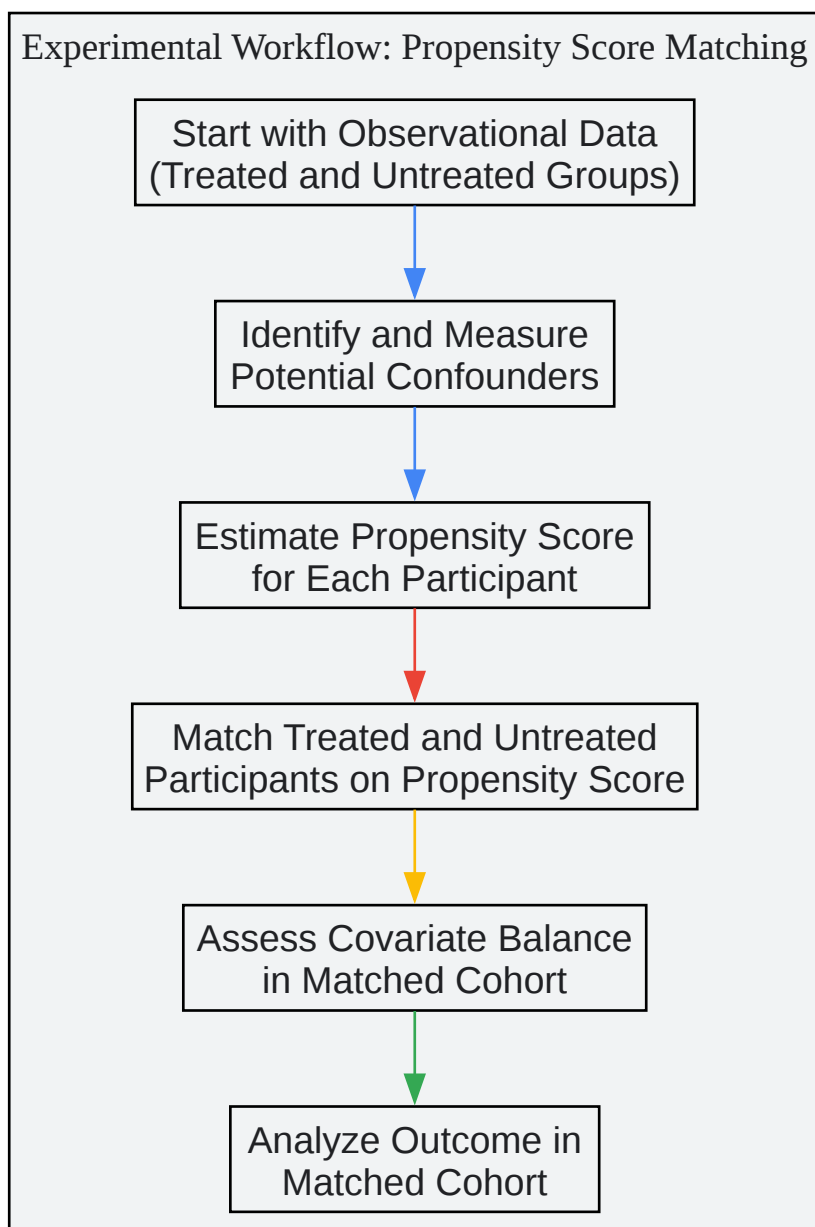 Experimental Workflow: Propensity Score Matching
Start with Observational Data
(Treated and Untreated Groups)
Identify and Measure
Potential Confounders
Estimate Propensity Score
for Each Participant
Match Treated and Untreated
Participants on Propensity Score
Assess Covariate Balance
in Matched Cohort
Analyze Outcome in
Matched Cohort